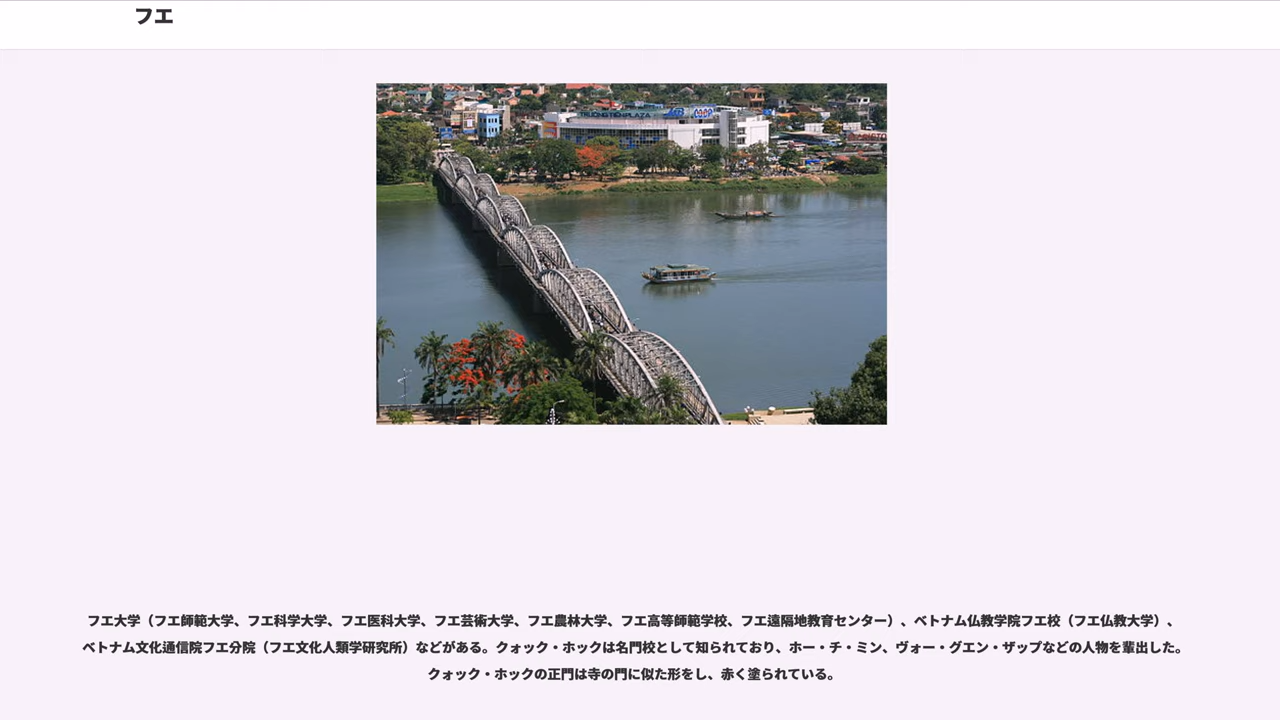 フエ
TRUONG TIEN PLAZA
COOP
フエ大学（フエ師範大学、フエ科学大学、フエ医科大学、フエ芸術大学、フエ農林大学、フエ高等師範学校、フエ遠隔地教育センター）、ベトナム仏教学院フエ校（フエ仏教大学）、
ベトナム文化通信院フエ分院（フエ文化人類学研究所）などがある。クォック・ホックは名門校として知られており、ホー・チ・ミン、ヴォー・グエン・ザップなどの人物を輩出した。
クォック・ホックの正門は寺の門に似た形をし、赤く塗られている。